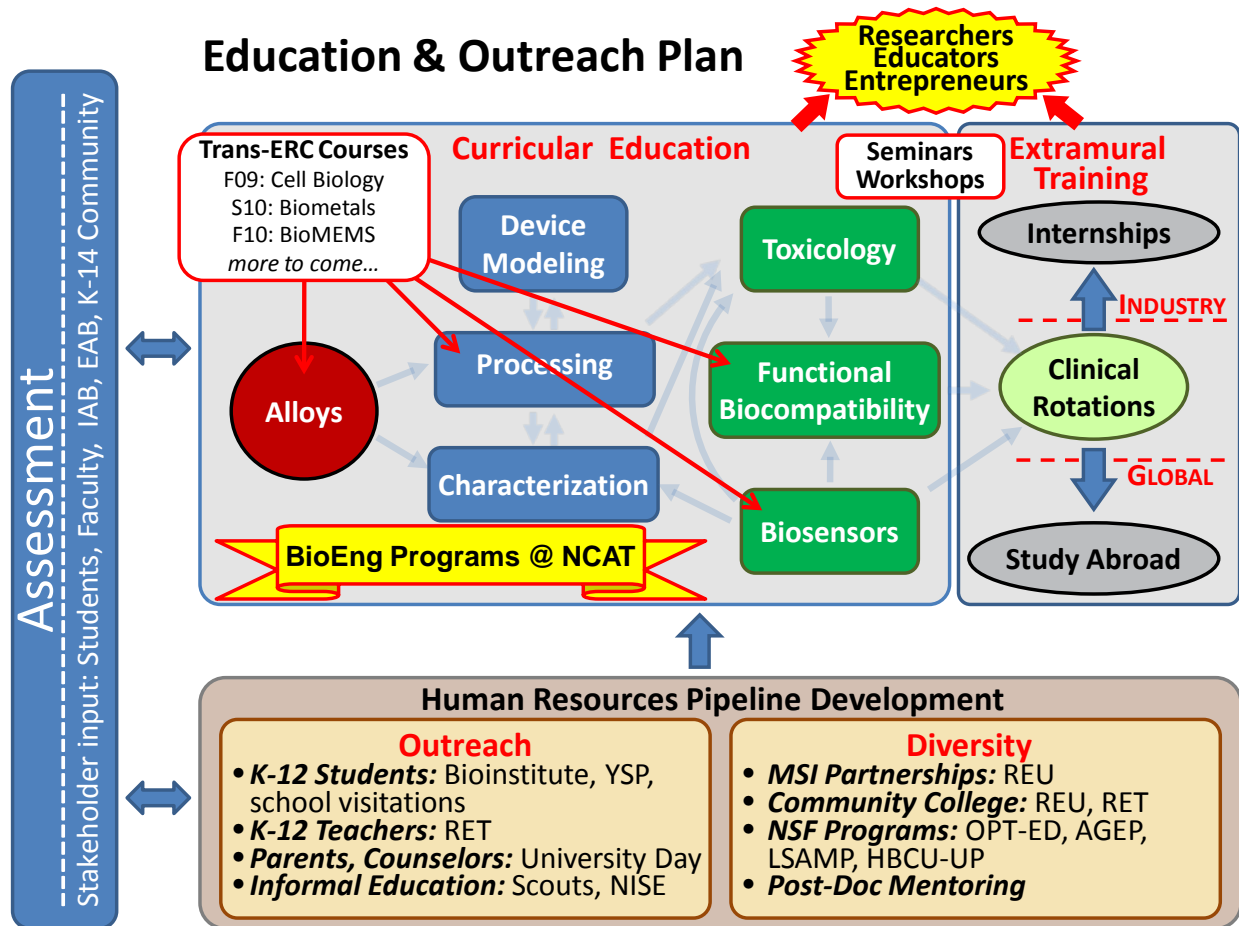 Education & Outreach Plan
Researchers
Educators
Entrepreneurs
Assessment
Stakeholder input: Students, Faculty, IAB, EAB, K-14 Community
Trans-ERC Courses
F09: Cell Biology
S10: Biometals
F10: BioMEMS
more to come…
Curricular Education
Seminars
Workshops
Extramural
Training
Device
Modeling
Toxicology
Internships
INDUSTRY
Processing
Functional
Biocompatibility
Clinical
Rotations
Alloys
GLOBAL
Characterization
Biosensors
Study Abroad
BioEng Programs @ NCAT
Human Resources Pipeline Development
Outreach
• K-12 Students: Bioinstitute, YSP,
school visitations
• K-12 Teachers: RET
• Parents, Counselors: University Day
• Informal Education: Scouts, NISE
Diversity
• MSI Partnerships: REU
• Community College: REU, RET
• NSF Programs: OPT-ED, AGEP,
LSAMP, HBCU-UP
• Post-Doc Mentoring